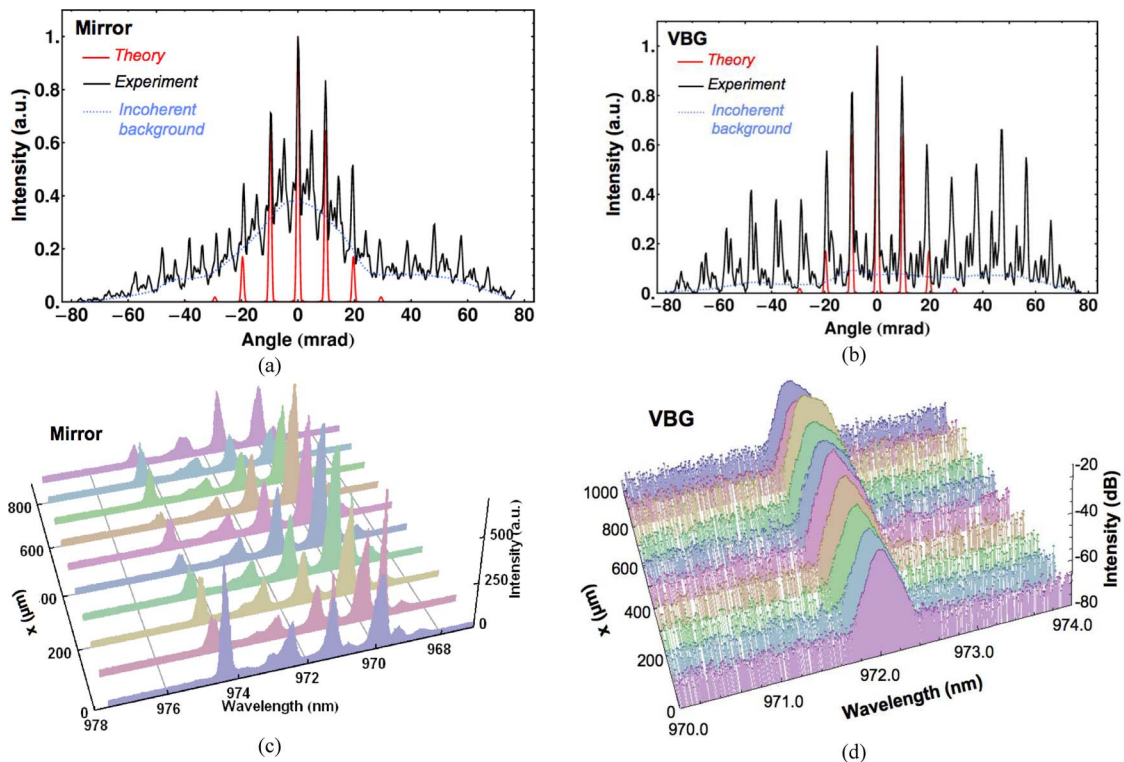 Mirror
Theory
Experiment
Incoherent
background
Intensity (a.u.)
1.
0.8
0.6
0.4
0.2
0.
−80 −60 −40 −20 0 20 40 60 80
Angle (mrad)
(a)
VBG
Theory
Experiment
Incoherent
background
Intensity (a.u.)
1.
0.8
0.6
0.4
0.2
0.
−80 −60 −40 −20 0 20 40 60 80
Angle (mrad)
(b)
Mirror
800
600
400
200
0
x (μm)
978 976 974 972 970 968
Wavelength (nm)
500
250
0
Intensity (a.u.)
(c)
VBG
1000
800
600
400
200
0
x (μm)
970.0 971.0 972.0 973.0 974.0
Wavelength (nm)
-20
-40
-60
-80
Intensity (dB)
(d)